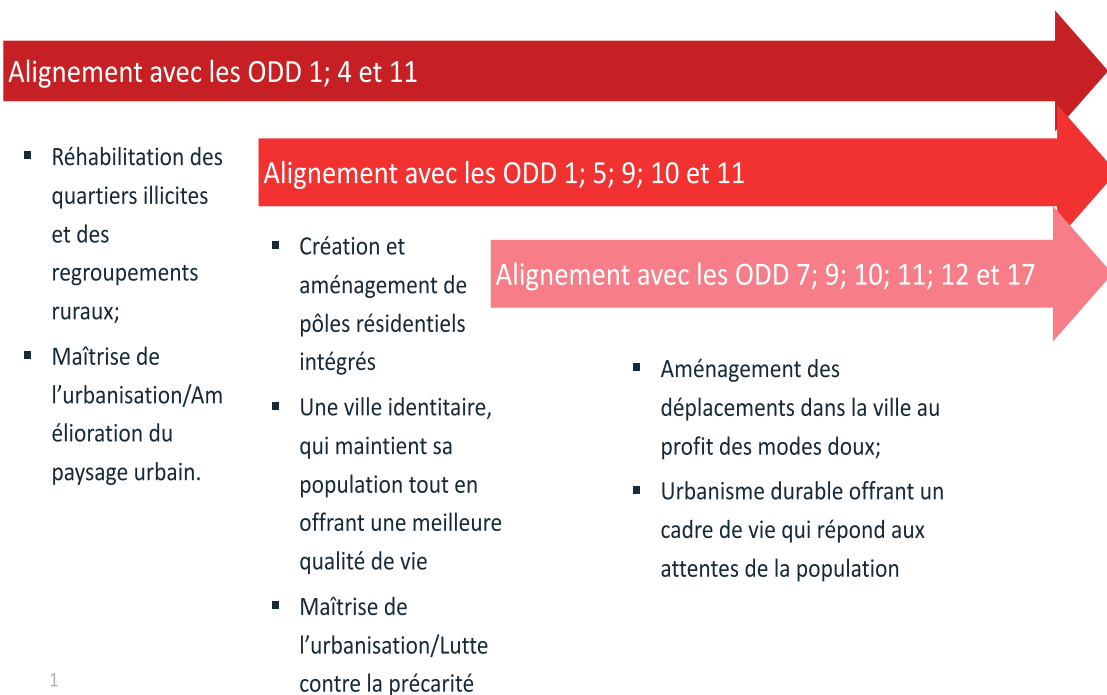 Alignement avec les ODD 1; 4 et 11
▪ Réhabilitation des
quartiers illicites
et des
regroupements
ruraux;
▪ Maîtrise de
l’urbanisation/Am
élioration du
paysage urbain.
Alignement avec les ODD 1; 5; 9; 10 et 11
▪ Création et
aménagement de
pôles résidentiels
intégrés
▪ Une ville identitaire,
qui maintient sa
population tout en
offrant une meilleure
qualité de vie
▪ Maîtrise de
l’urbanisation/Lutte
contre la précarité
Alignement avec les ODD 7; 9; 10; 11; 12 et 17
▪ Aménagement des
déplacements dans la ville au
profit des modes doux;
▪ Urbanisme durable offrant un
cadre de vie qui répond aux
attentes de la population
1